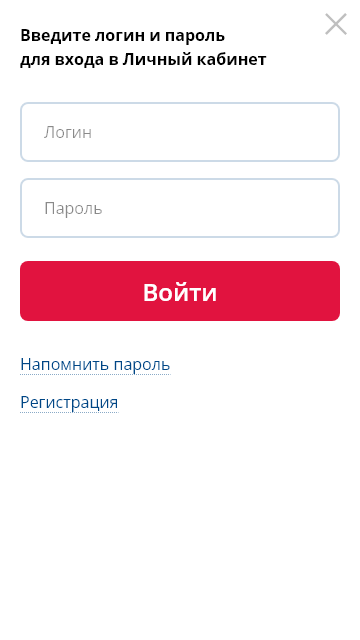 Введите логин и пароль
для входа в Личный кабинет
Логин
Пароль
Войти
Напомнить пароль
Регистрация